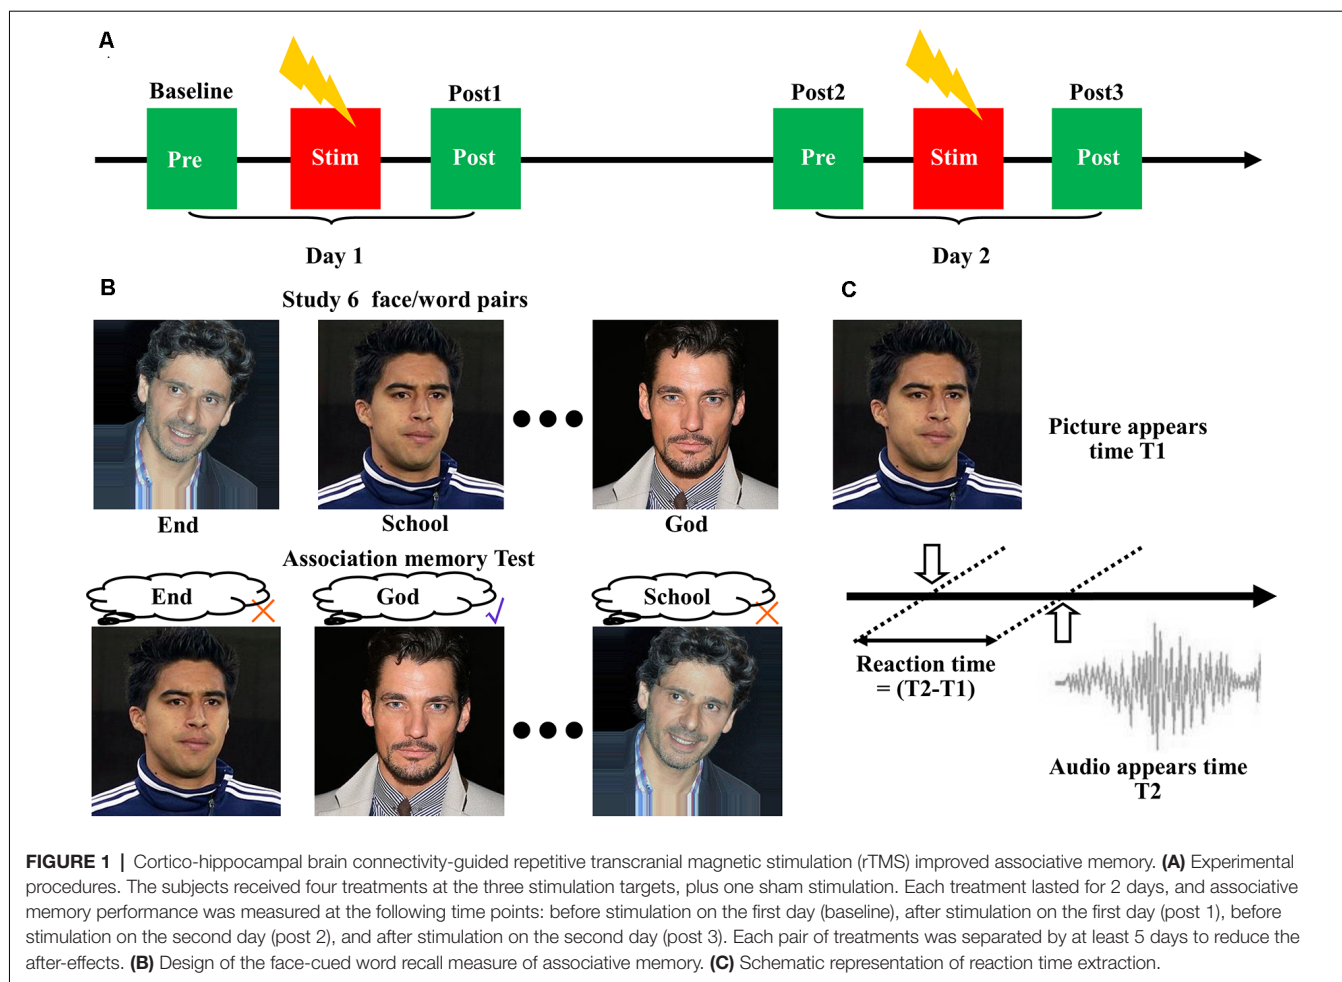 A
Baseline
Post1
Post2
Post3
Pre
Stim
Post
Pre
Stim
Post
Day 1
Day 2
B
Study 6 face/word pairs
End
School
God
Association memory Test
End
God
School
C
Picture appears
time T1
Reaction time
= (T2-T1)
Audio appears time
T2
FIGURE 1 | Cortico-hippocampal brain connectivity-guided repetitive transcranial magnetic stimulation (rTMS) improved associative memory. (A) Experimental
procedures. The subjects received four treatments at the three stimulation targets, plus one sham stimulation. Each treatment lasted for 2 days, and associative
memory performance was measured at the following time points: before stimulation on the first day (baseline), after stimulation on the first day (post 1), before
stimulation on the second day (post 2), and after stimulation on the second day (post 3). Each pair of treatments was separated by at least 5 days to reduce the
after-effects. (B) Design of the face-cued word recall measure of associative memory. (C) Schematic representation of reaction time extraction.